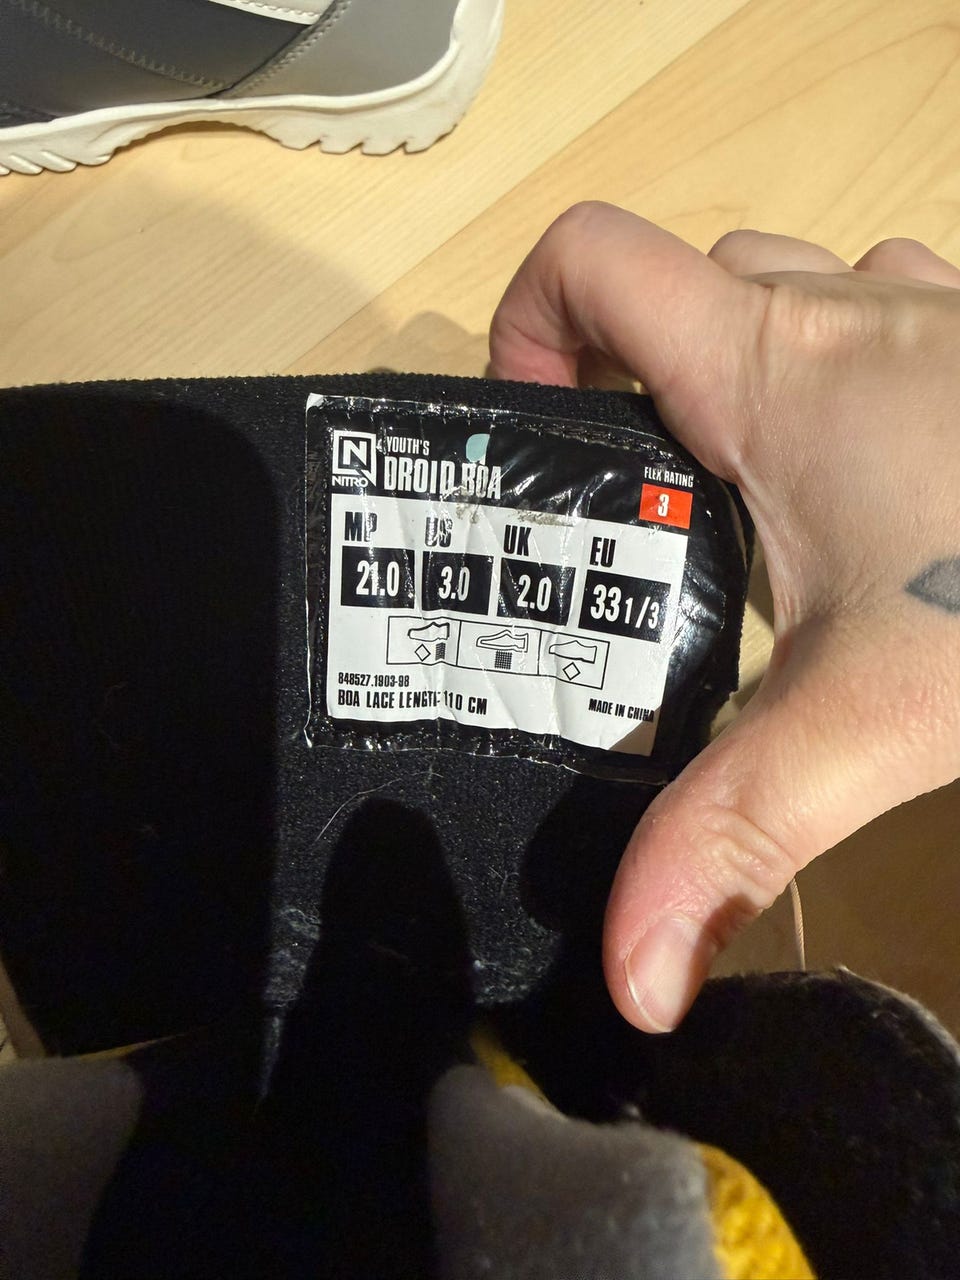 N
NITRO
YOUTH'S
DROID BOA
FLEX RATING
3
MP US UK EU
21.0 3.0 2.0 33 1/3
848527.1903-98
BOA LACE LENGTH: 110 CM
MADE IN CHINA